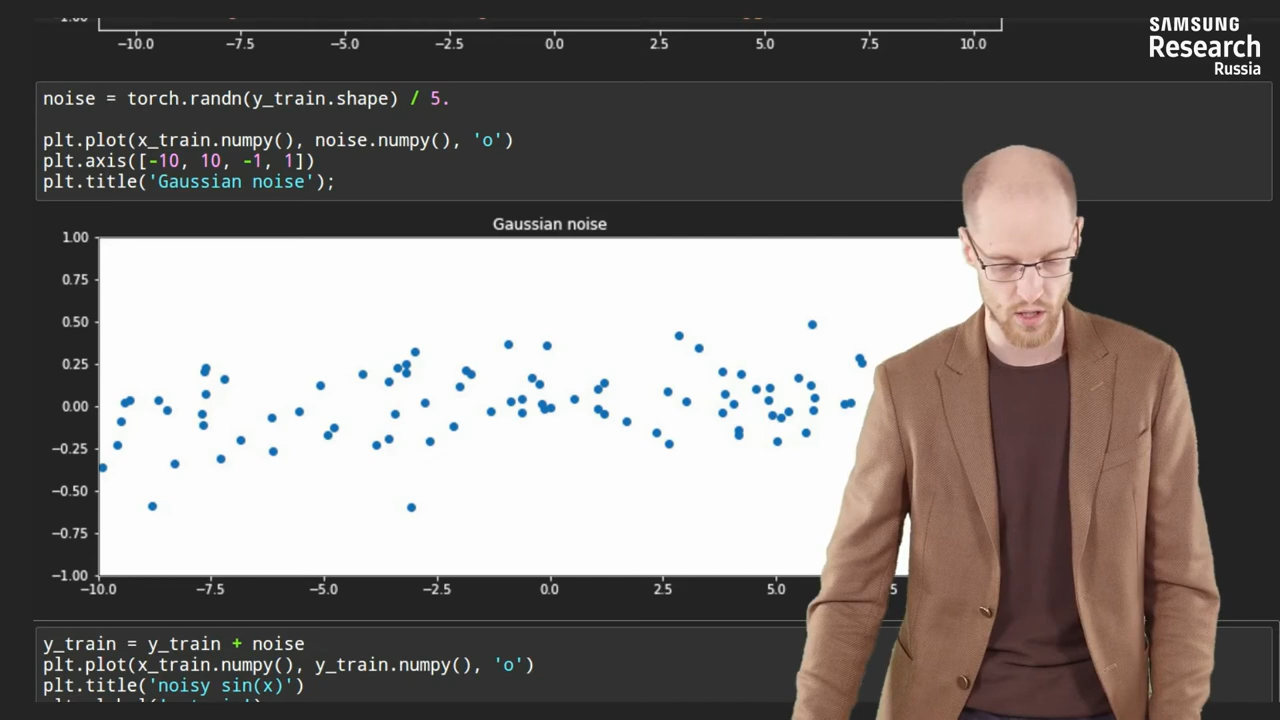 −1.00
−10.0 −7.5 −5.0 −2.5 0.0 2.5 5.0 7.5 10.0
SAMSUNG
Research
Russia
noise = torch.randn(y_train.shape) / 5.
plt.plot(x_train.numpy(), noise.numpy(), 'o')
plt.axis([-10, 10, -1, 1])
plt.title('Gaussian noise');
Gaussian noise
1.00
0.75
0.50
0.25
0.00
−0.25
−0.50
−0.75
−1.00
−10.0 −7.5 −5.0 −2.5 0.0 2.5 5.0
y_train = y_train + noise
plt.plot(x_train.numpy(), y_train.numpy(), 'o')
plt.title('noisy sin(x)')